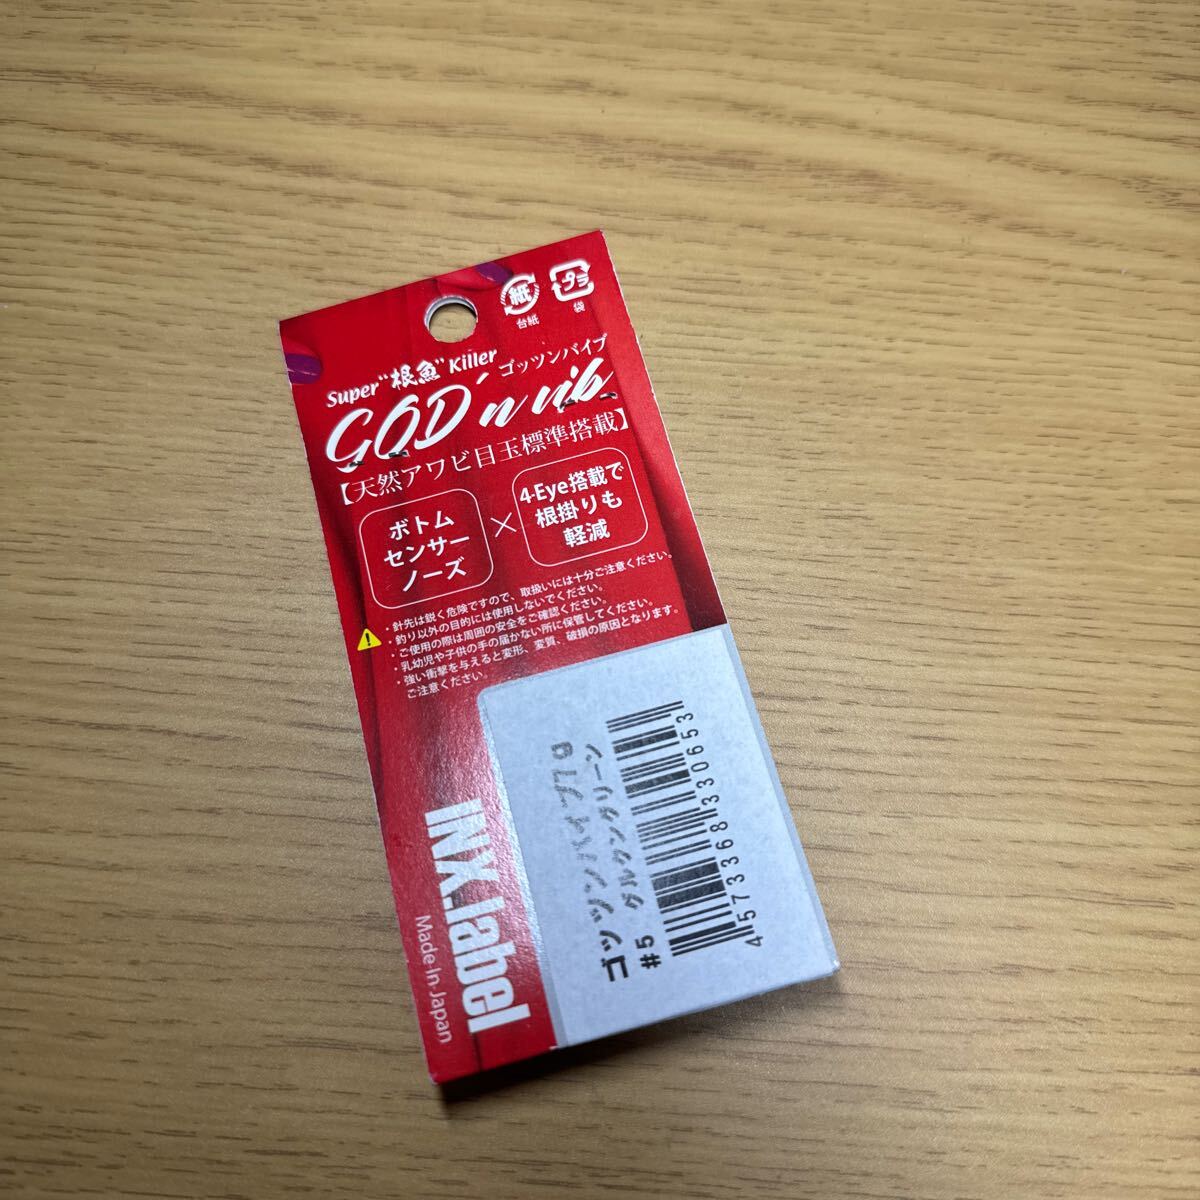 紙
台紙
プラ
袋
Super "根魚" Killer
ゴッツンバイブ
GOD'n vib
【天然アワビ目玉標準搭載】
ボトム
センサー
ノーズ
×
4-Eye搭載で
根掛りも
軽減
・針先は鋭く危険ですので、取扱いには十分ご注意ください。
・釣り以外の目的には使用しないでください。
・ご使用の際は周囲の安全をご確認ください。
・乳幼児や子供の手の届かない所に保管してください。
・強い衝撃を与えると変形、変質、破損の原因となります。
ご注意ください。
INX.label
Made-In-Japan
ゴッツンバイブ7g
#5 ダルクングリーン
4573368330653